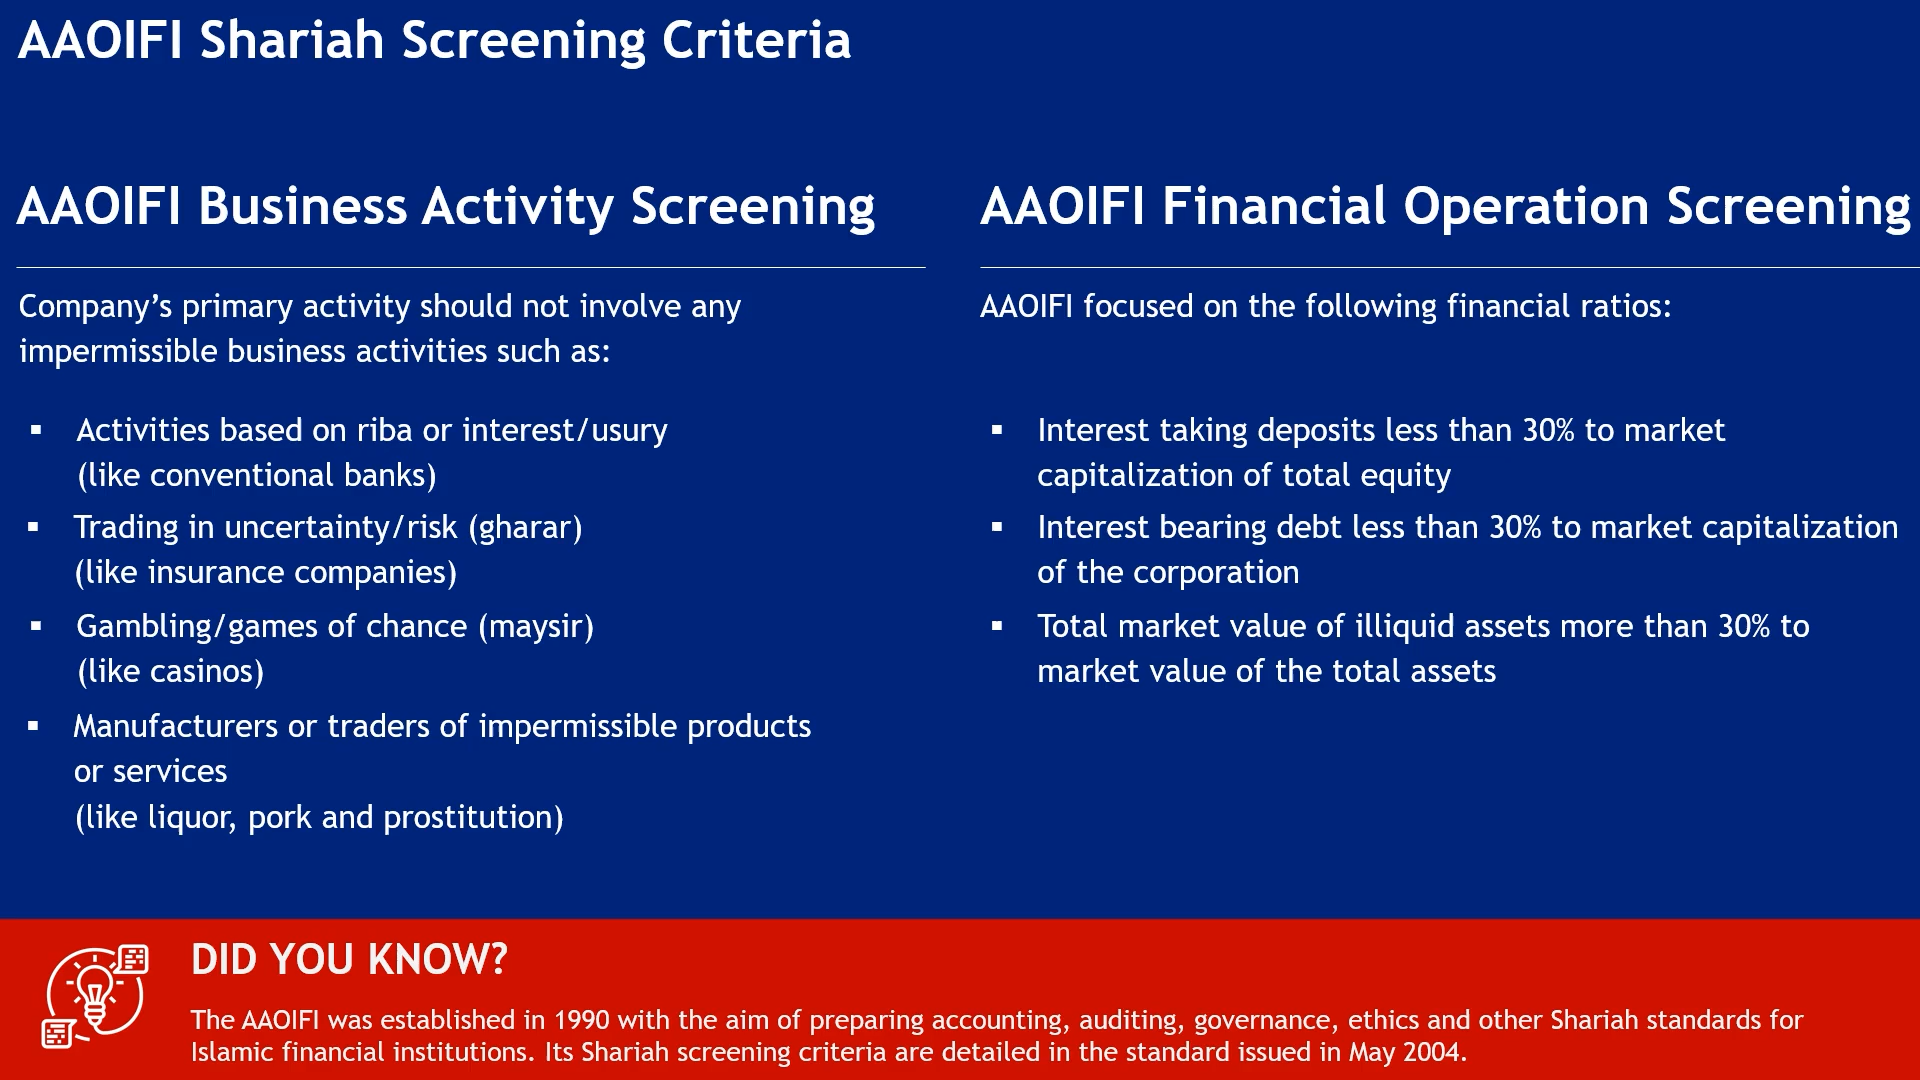 AAOIFI Shariah Screening Criteria
AAOIFI Business Activity Screening
Company’s primary activity should not involve any
impermissible business activities such as:
▪ Activities based on riba or interest/usury
(like conventional banks)
▪ Trading in uncertainty/risk (gharar)
(like insurance companies)
▪ Gambling/games of chance (maysir)
(like casinos)
▪ Manufacturers or traders of impermissible products
or services
(like liquor, pork and prostitution)
AAOIFI Financial Operation Screening
AAOIFI focused on the following financial ratios:
▪ Interest taking deposits less than 30% to market
capitalization of total equity
▪ Interest bearing debt less than 30% to market capitalization
of the corporation
▪ Total market value of illiquid assets more than 30% to
market value of the total assets
DID YOU KNOW?
The AAOIFI was established in 1990 with the aim of preparing accounting, auditing, governance, ethics and other Shariah standards for
Islamic financial institutions. Its Shariah screening criteria are detailed in the standard issued in May 2004.